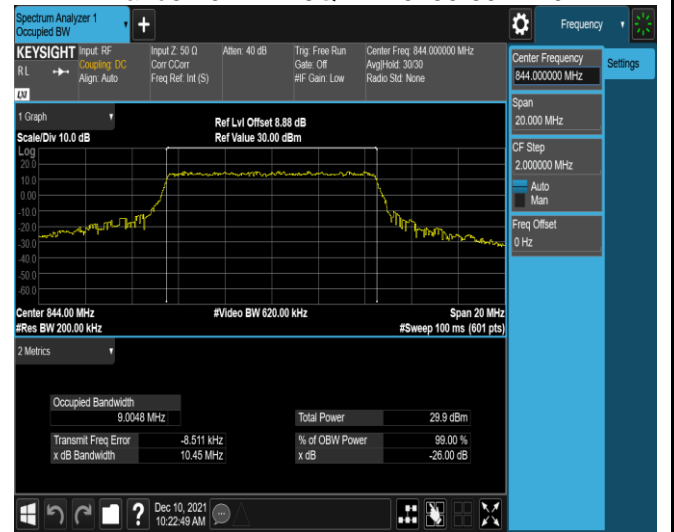 Spectrum Analyzer 1
Occupied BW
Frequency
KEYSIGHT
RL
LXI
Input: RF
Coupling: DC
Align: Auto
Input Z: 50 Ω
Corr CCorr
Freq Ref: Int (S)
Atten: 40 dB
Trig: Free Run
Gate: Off
#IF Gain: Low
Center Freq: 844.000000 MHz
Avg|Hold: 30/30
Radio Std: None
Center Frequency
844.000000 MHz
Settings
Span
20.000 MHz
CF Step
2.000000 MHz
Auto
Man
Freq Offset
0 Hz
1 Graph
Scale/Div 10.0 dB
Ref Lvl Offset 8.88 dB
Ref Value 30.00 dBm
Log
20.0
10.0
0.00
-10.0
-20.0
-30.0
-40.0
-50.0
-60.0
Center 844.00 MHz
#Video BW 620.00 kHz
Span 20 MHz
#Res BW 200.00 kHz
#Sweep 100 ms (601 pts)
2 Metrics
Occupied Bandwidth
9.0048 MHz
Total Power 29.9 dBm
Transmit Freq Error -8.511 kHz
% of OBW Power 99.00 %
x dB Bandwidth 10.45 MHz
x dB -26.00 dB
?
Dec 10, 2021
10:22:49 AM